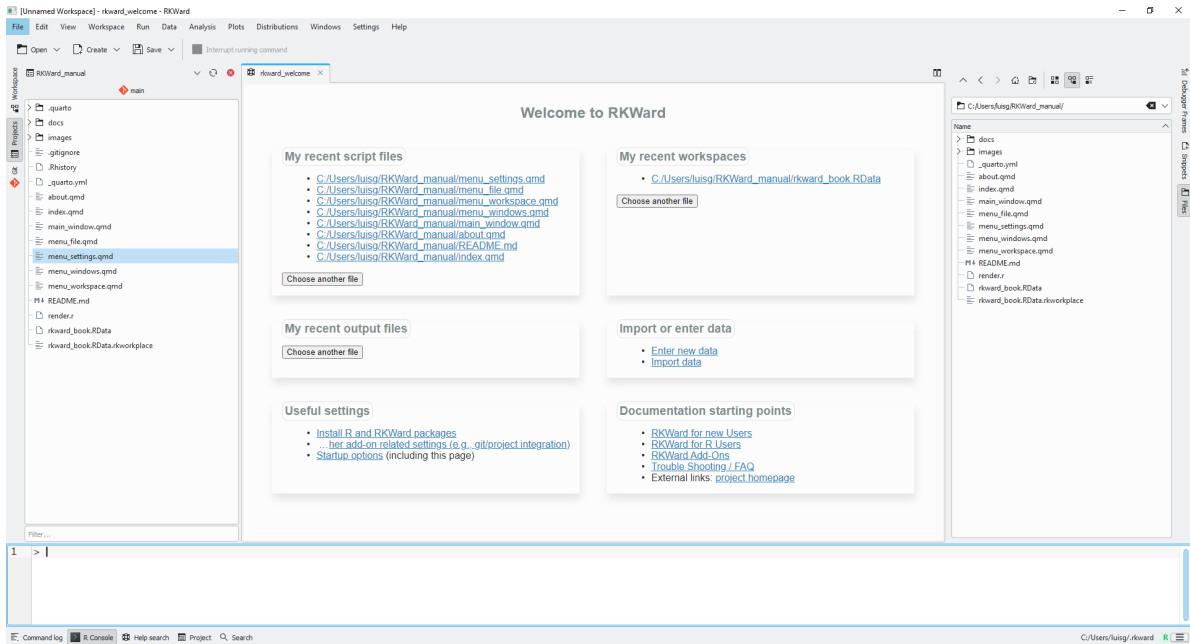 [Unnamed Workspace] - rkward_welcome - RKWard
File Edit View Workspace Run Data Analysis Plots Distributions Windows Settings Help
Open Create Save Interrupt running command
Workspace
Projects
RKWard_manual
main
.quarto
docs
images
.gitignore
.Rhistory
_quarto.yml
about.qmd
index.qmd
main_window.qmd
menu_file.qmd
menu_settings.qmd
menu_windows.qmd
menu_workspace.qmd
README.md
render.r
rkward_book.RData
rkward_book.RData.rkworkplace
Filter...
rkward_welcome
Welcome to RKWard
My recent script files
C:/Users/luisg/RKWard_manual/menu_settings.qmd
C:/Users/luisg/RKWard_manual/menu_file.qmd
C:/Users/luisg/RKWard_manual/menu_workspace.qmd
C:/Users/luisg/RKWard_manual/menu_windows.qmd
C:/Users/luisg/RKWard_manual/main_window.qmd
C:/Users/luisg/RKWard_manual/about.qmd
C:/Users/luisg/RKWard_manual/README.md
C:/Users/luisg/RKWard_manual/index.qmd
Choose another file
My recent workspaces
C:/Users/luisg/RKWard_manual/rkward_book.RData
Choose another file
My recent output files
Choose another file
Import or enter data
Enter new data
Import data
Useful settings
Install R and RKWard packages
...her add-on related settings (e.g., git/project integration)
Startup options (including this page)
Documentation starting points
RKWard for new Users
RKWard for R Users
RKWard Add-Ons
Trouble Shooting / FAQ
External links: project homepage
C:/Users/luisg/RKWard_manual/
Name
docs
images
_quarto.yml
about.qmd
index.qmd
main_window.qmd
menu_file.qmd
menu_settings.qmd
menu_windows.qmd
menu_workspace.qmd
M+ README.md
render.r
rkward_book.RData
rkward_book.RData.rkworkplace
Debugger Frames
Snippets
Files
1 >
Command log R Console Help search Project Search
C:/Users/luisg/.rkward R